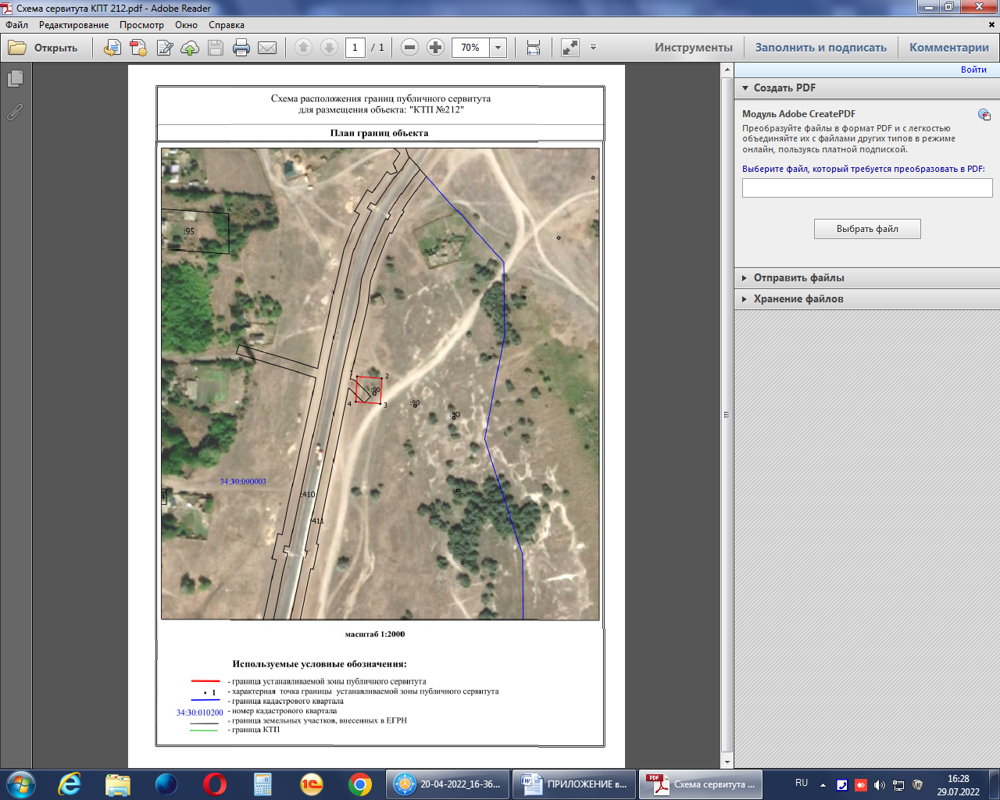 Схема сервитута КПТ 212.pdf - Adobe Reader
Файл Редактирование Просмотр Окно Справка
Открыть 1 / 1 70% Инструменты Заполнить и подписать Комментарии
Войти
Создать PDF
Модуль Adobe CreatePDF
Преобразуйте файлы в формат PDF и с легкостью
объединяйте их с файлами других типов в режиме
онлайн, пользуясь платной подпиской.
Выберите файл, который требуется преобразовать в PDF:
Выбрать файл
Отправить файлы
Хранение файлов
Схема расположения границ публичного сервитута
для размещения объекта: "КТП №212"
План границ объекта
:95
1
2
:90
4
3
:90
:90
34:30:090003
:410
:411
масштаб 1:2000
Используемые условные обозначения:
- граница устанавливаемой зоны публичного сервитута
• 1 - характерная точка границы устанавливаемой зоны публичного сервитута
- граница кадастрового квартала
34:30:010200 - номер кадастрового квартала
- граница земельных участков, внесенных в ЕГРН
- граница КТП
20-04-2022_16-36...
ПРИЛОЖЕНИЕ в...
Схема сервитута ...
RU
16:28
29.07.2022